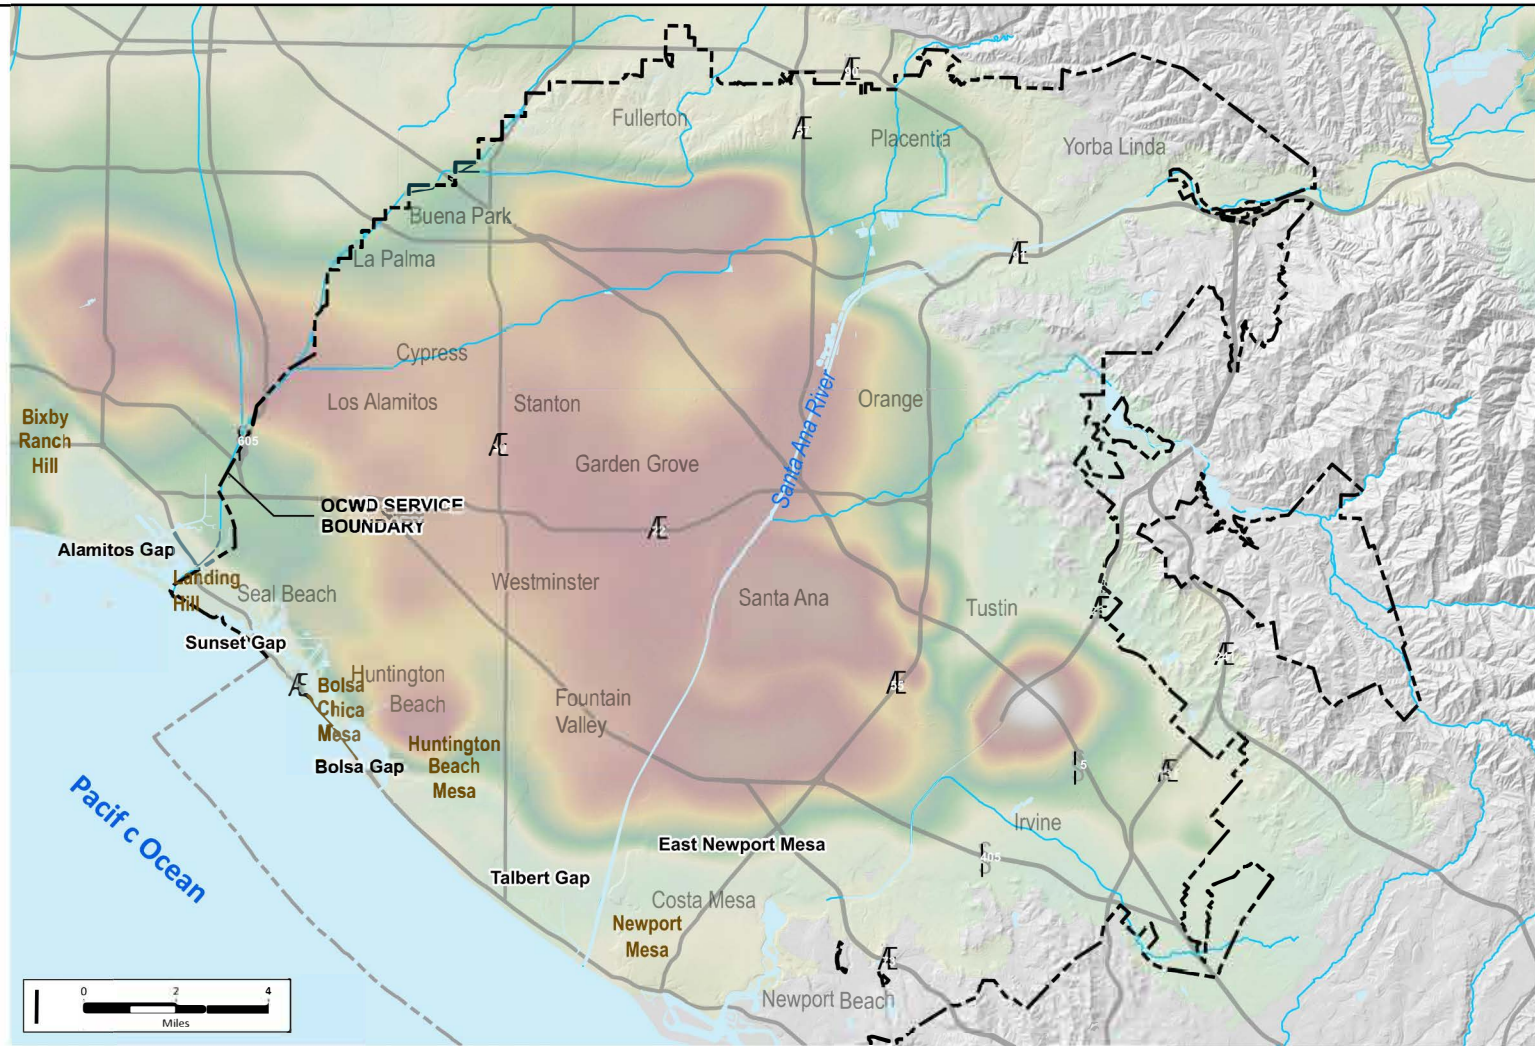 Fullerton
Placentia
Yorba Linda
Buena Park
La Palma
Cypress
Los Alamitos
Stanton
Orange
Santa Ana River
Bixby
Ranch
Hill
605
Garden Grove
OCWD SERVICE
BOUNDARY
Æ
22
Alamitos Gap
Landing
Hill
Seal Beach
Westminster
Santa Ana
Tustin
Sunset Gap
Huntington
Beach
Bolsa
Chica
Mesa
Fountain
Valley
Æ
55
Huntington
Beach
Mesa
Bolsa Gap
5
Pacif c Ocean
Irvine
East Newport Mesa
405
Talbert Gap
Costa Mesa
Newport
Mesa
Newport Beach
0 2 4
Miles